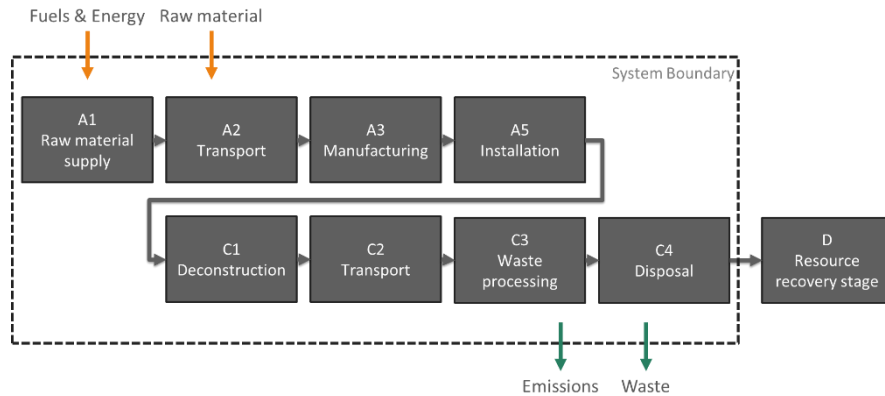 Fuels & Energy
Raw material
System Boundary
A1
Raw material
supply
A2
Transport
A3
Manufacturing
A5
Installation
C1
Deconstruction
C2
Transport
C3
Waste
processing
C4
Disposal
D
Resource
recovery stage
Emissions
Waste